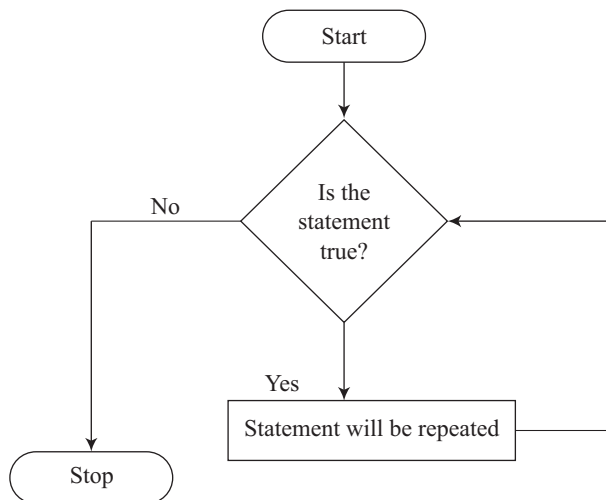 Start
Is the
statement
true?
No
Yes
Statement will be repeated
Stop